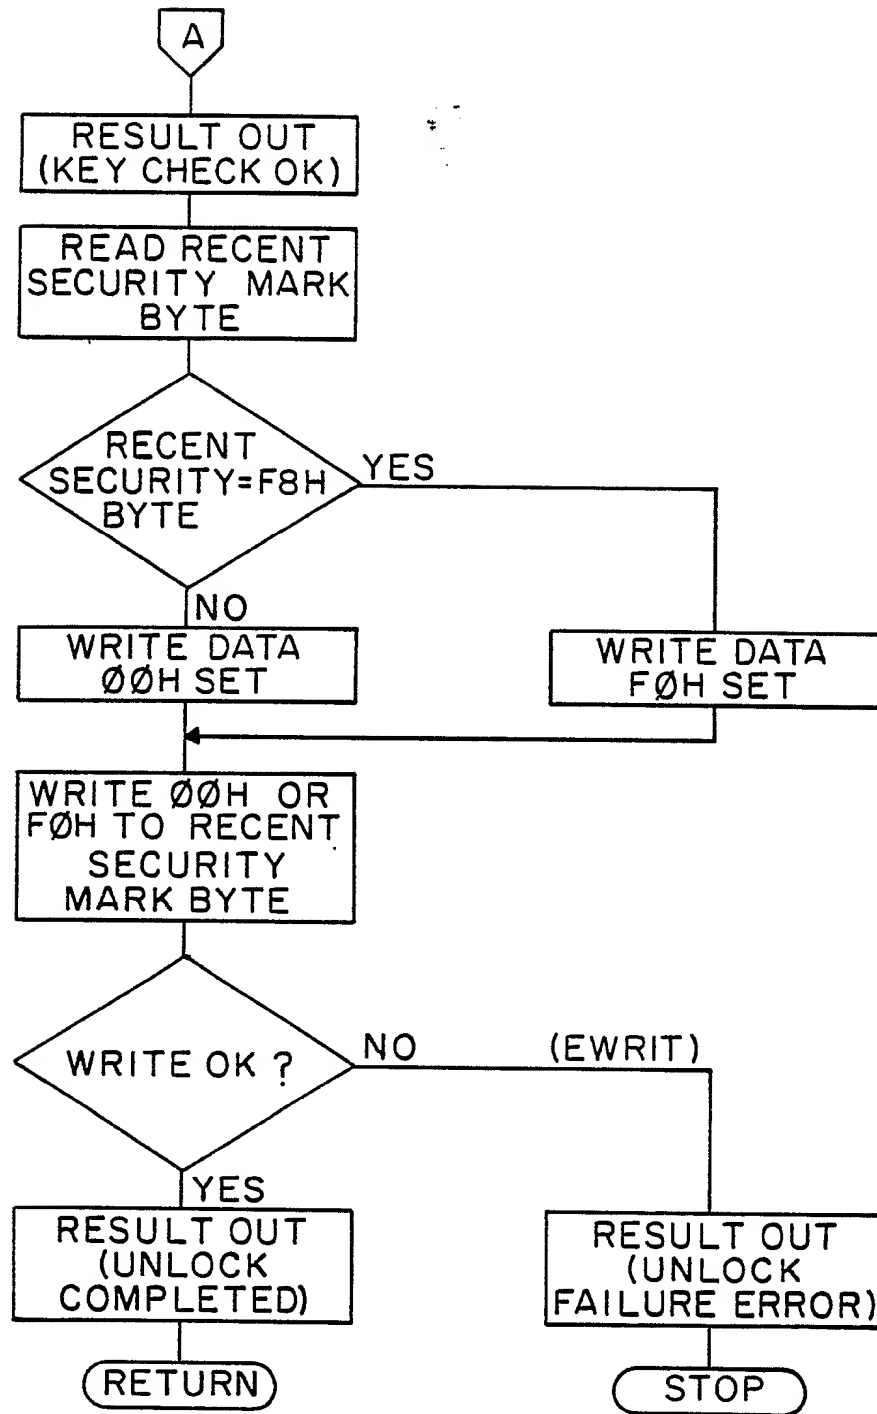 A
RESULT OUT
(KEY CHECK OK)
READ RECENT
SECURITY MARK
BYTE
RECENT
SECURITY=F8H
BYTE
YES
NO
WRITE DATA
ØØH SET
WRITE DATA
FØH SET
WRITE ØØH OR
FØH TO RECENT
SECURITY
MARK BYTE
WRITE OK ?
NO
(EWRIT)
YES
RESULT OUT
(UNLOCK
COMPLETED)
RESULT OUT
(UNLOCK
FAILURE ERROR)
RETURN
STOP